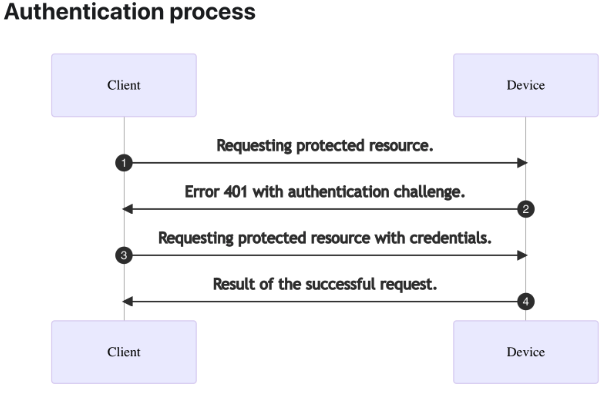 Authentication process
Client
Device
Requesting protected resource.
1
Error 401 with authentication challenge.
2
Requesting protected resource with credentials.
3
Result of the successful request.
4
Client
Device